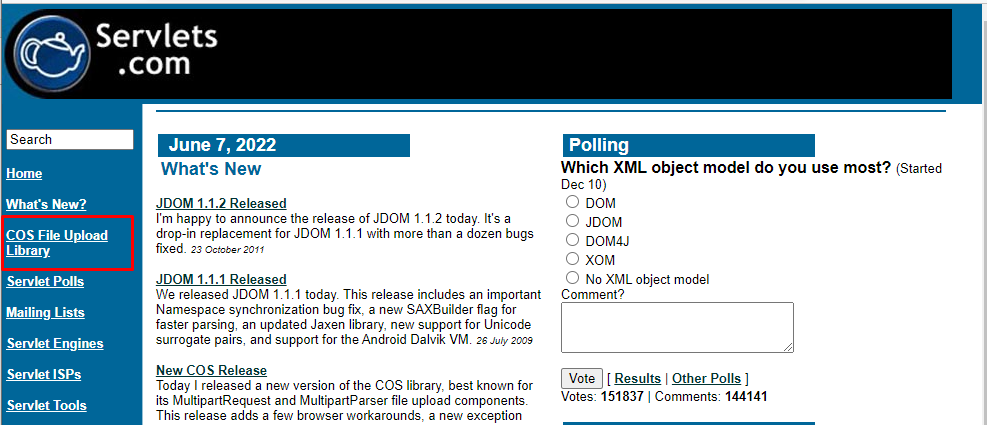 Servlets
.com
Search
Home
What's New?
COS File Upload
Library
Servlet Polls
Mailing Lists
Servlet Engines
Servlet ISPs
Servlet Tools
June 7, 2022
What's New
JDOM 1.1.2 Released
I'm happy to announce the release of JDOM 1.1.2 today. It's a
drop-in replacement for JDOM 1.1.1 with more than a dozen bugs
fixed. 23 October 2011
JDOM 1.1.1 Released
We released JDOM 1.1.1 today. This release includes an important
Namespace synchronization bug fix, a new SAXBuilder flag for
faster parsing, an updated Jaxen library, new support for Unicode
surrogate pairs, and support for the Android Dalvik VM. 26 July 2009
New COS Release
Today I released a new version of the COS library, best known for
its MultipartRequest and MultipartParser file upload components.
This release adds a few browser workarounds, a new exception
Polling
Which XML object model do you use most? (Started
Dec 10)
DOM
JDOM
DOM4J
XOM
No XML object model
Comment?
Vote [ Results | Other Polls ]
Votes: 151837 | Comments: 144141